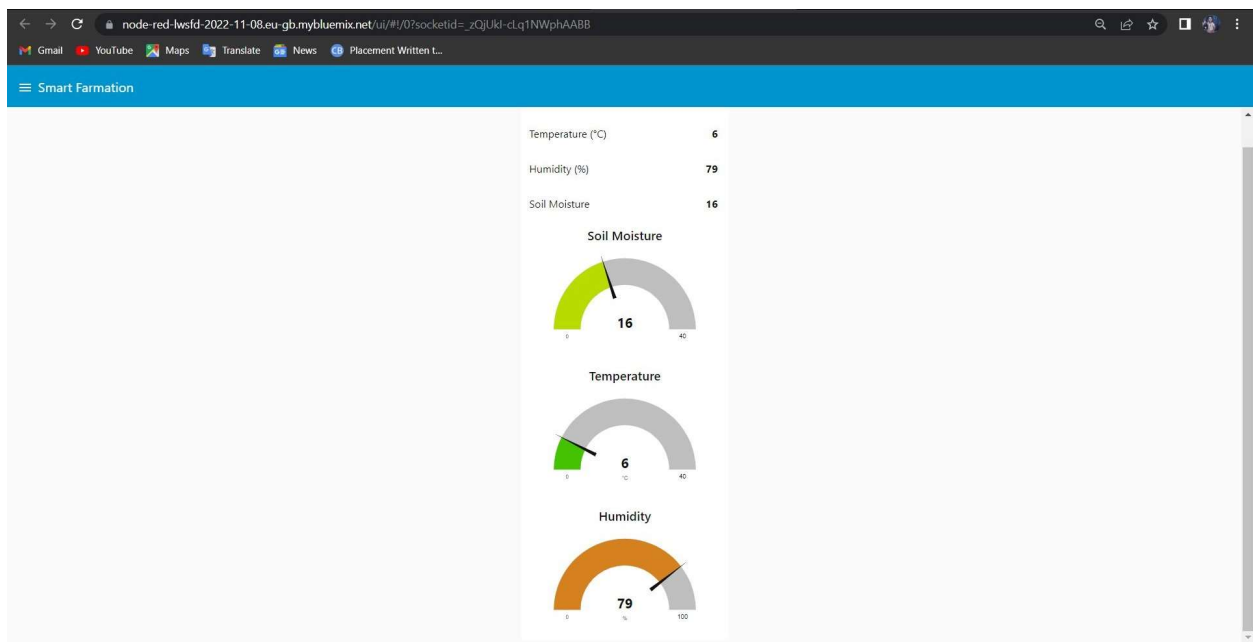 node-red-lwsfd-2022-11-08.eu-gb.mybluemix.net/ui/#!/0?socketid=_zQjUkI-cLq1NWphAABB
Gmail YouTube Maps Translate News Placement Written t...
Smart Farmation
Temperature (°C) 6
Humidity (%) 79
Soil Moisture 16
Soil Moisture
16
0 40
Temperature
6
0 °C 40
Humidity
79
0 % 100